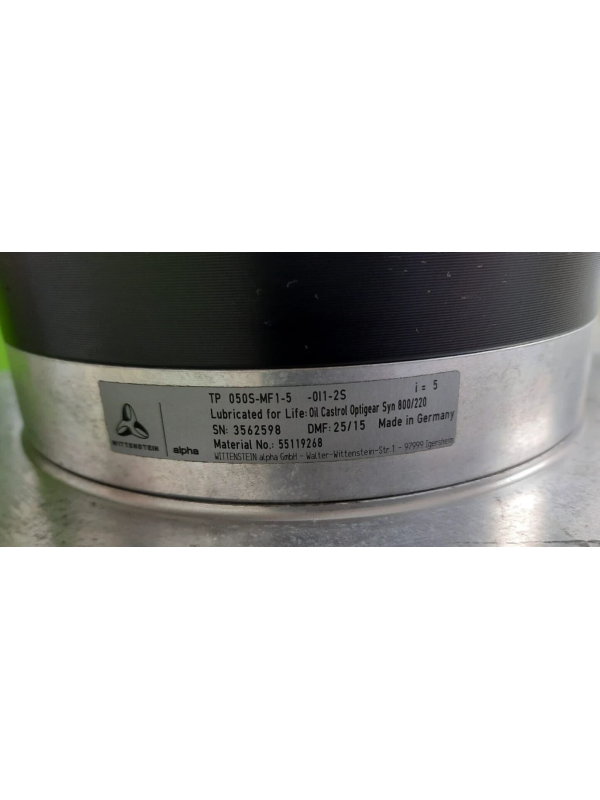 TP 050S-MF1-5 -0I1-2S i = 5
Lubricated for Life: Oil Castrol Optigear Syn 800/220
SN: 3562598 DMF: 25/15 Made in Germany
Material No.: 55119268
WITTENSTEIN alpha GmbH - Walter-Wittenstein-Str.1 - 97999 Igersheim
WITTENSTEIN alpha